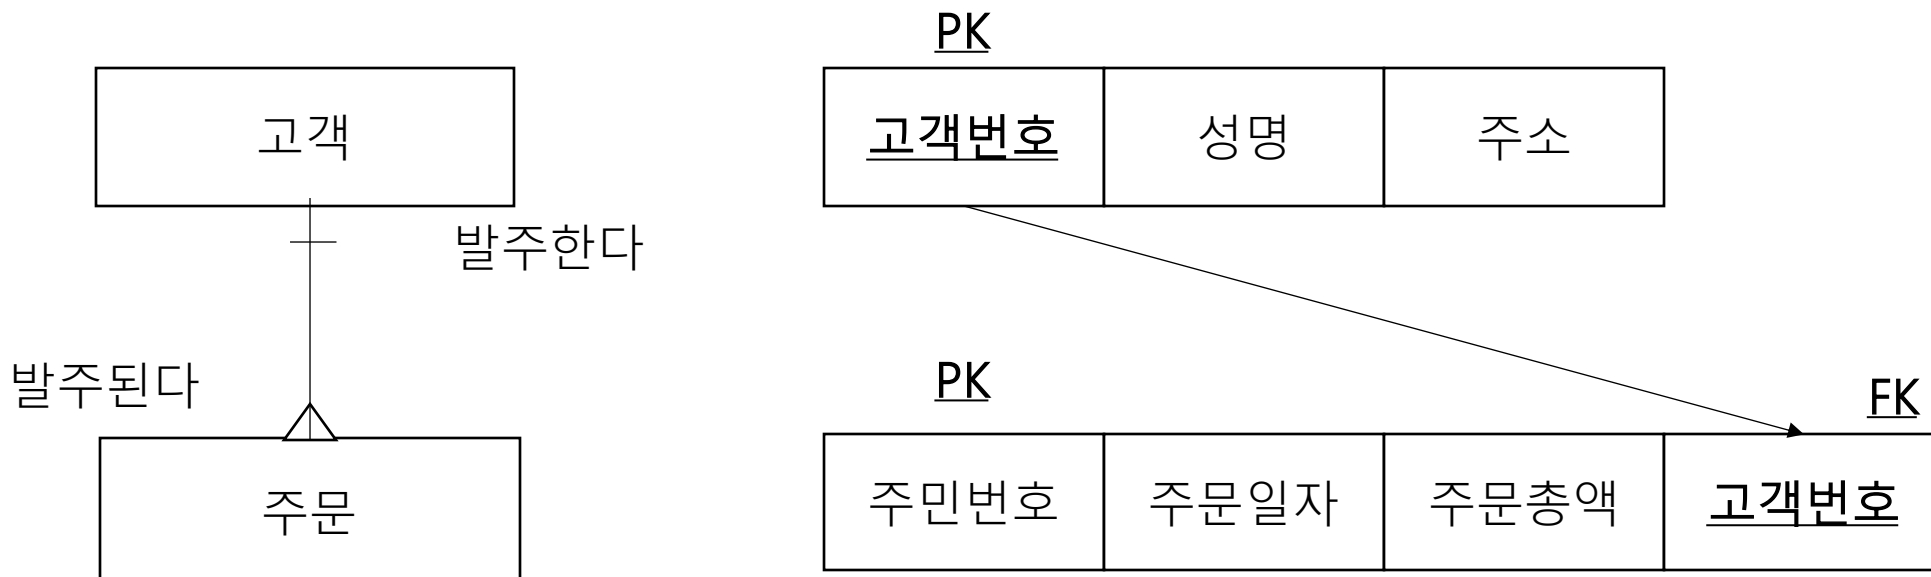 고객
발주한다
발주된다
주문
PK
고객번호 성명 주소
PK
FK
주민번호 주문일자 주문총액 고객번호